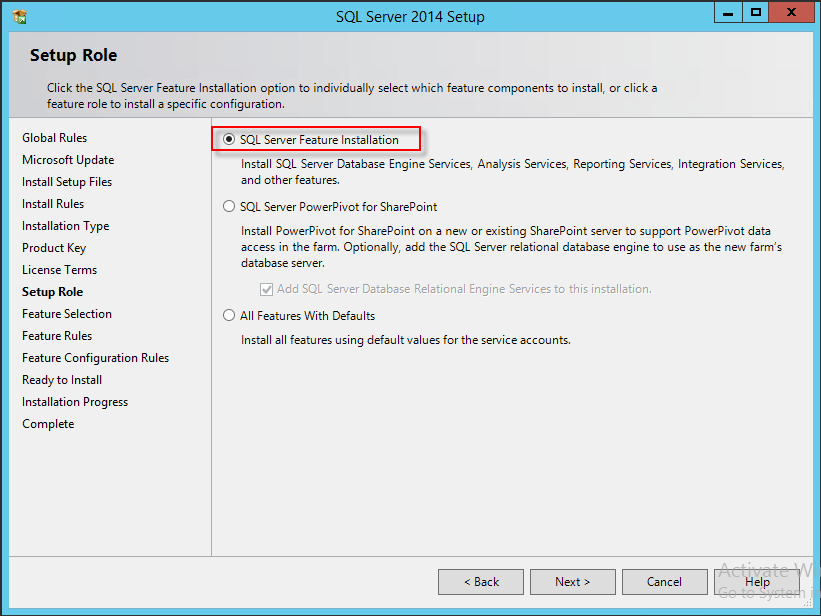 SQL Server 2014 Setup
Setup Role
Click the SQL Server Feature Installation option to individually select which feature components to install, or click a
feature role to install a specific configuration.
Global Rules
Microsoft Update
Install Setup Files
Install Rules
Installation Type
Product Key
License Terms
Setup Role
Feature Selection
Feature Rules
Feature Configuration Rules
Ready to Install
Installation Progress
Complete
SQL Server Feature Installation
Install SQL Server Database Engine Services, Analysis Services, Reporting Services, Integration Services,
and other features.
SQL Server PowerPivot for SharePoint
Install PowerPivot for SharePoint on a new or existing SharePoint server to support PowerPivot data
access in the farm. Optionally, add the SQL Server relational database engine to use as the new farm's
database server.
Add SQL Server Database Relational Engine Services to this installation.
All Features With Defaults
Install all features using default values for the service accounts.
< Back
Next >
Cancel
Help
Activate W
Go to System i